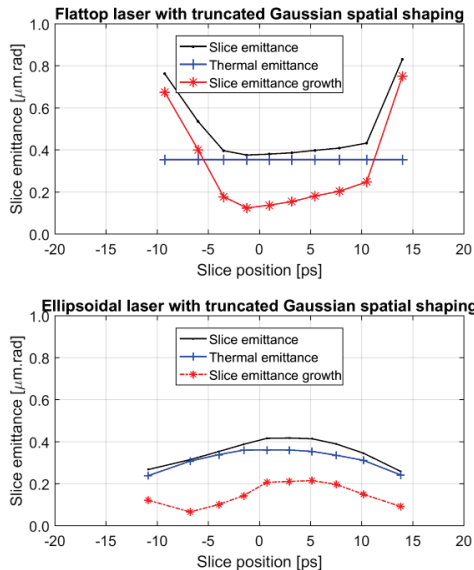 Flattop laser with truncated Gaussian spatial shaping
1.0
0.8
0.6
0.4
0.2
0.0
Slice emittance [μm.rad]
Slice emittance
Thermal emittance
Slice emittance growth
-20 -15 -10 -5 0 5 10 15 20
Slice position [ps]
Ellipsoidal laser with truncated Gaussian spatial shaping
1.0
0.8
0.6
0.4
0.2
0.0
Slice emittance [μm.rad]
Slice emittance
Thermal emittance
Slice emittance growth
-20 -15 -10 -5 0 5 10 15 20
Slice position [ps]